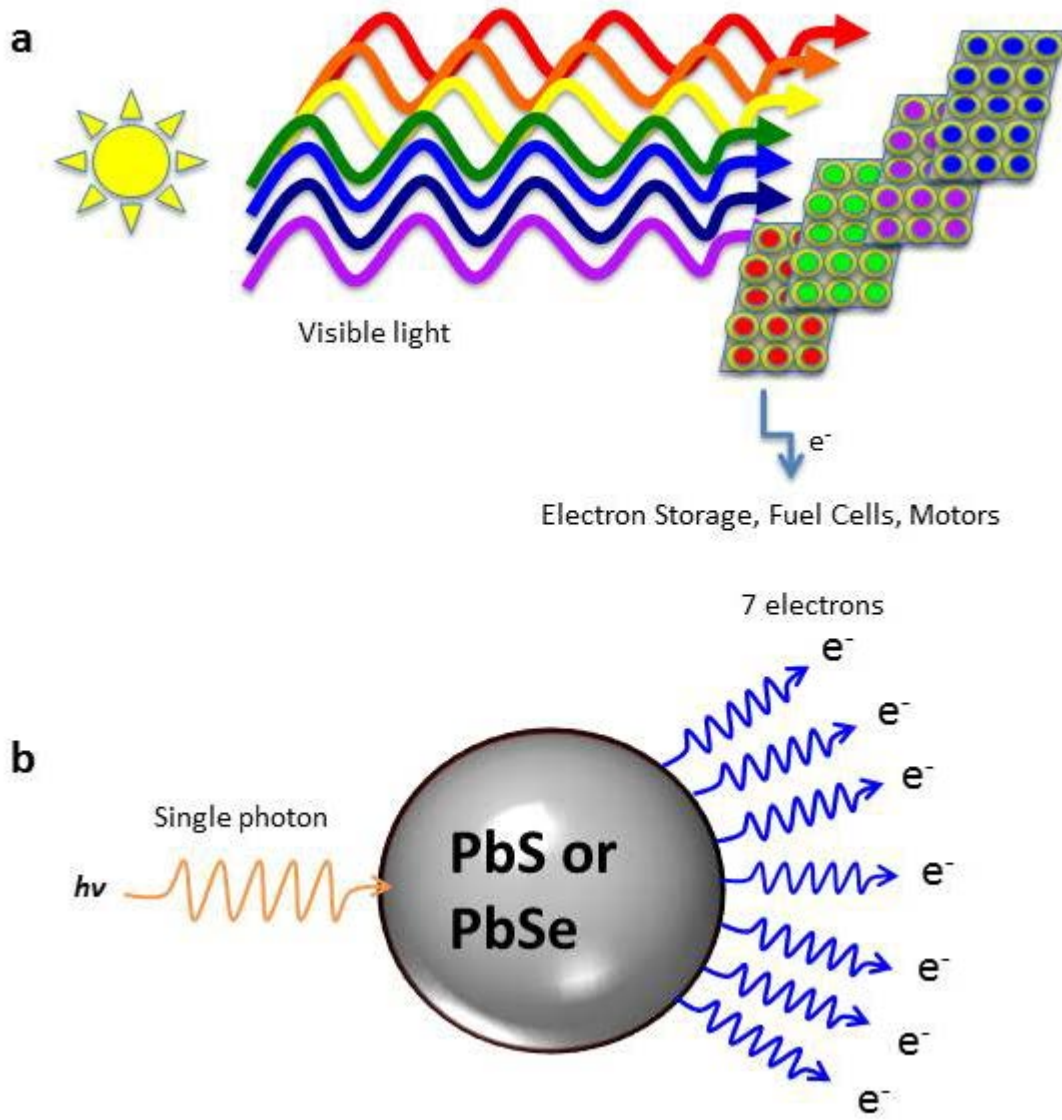 a
Visible light
e⁻
Electron Storage, Fuel Cells, Motors
7 electrons
e⁻
e⁻
b
e⁻
Single photon
PbS or
hν
e⁻
PbSe
e⁻
e⁻
e⁻